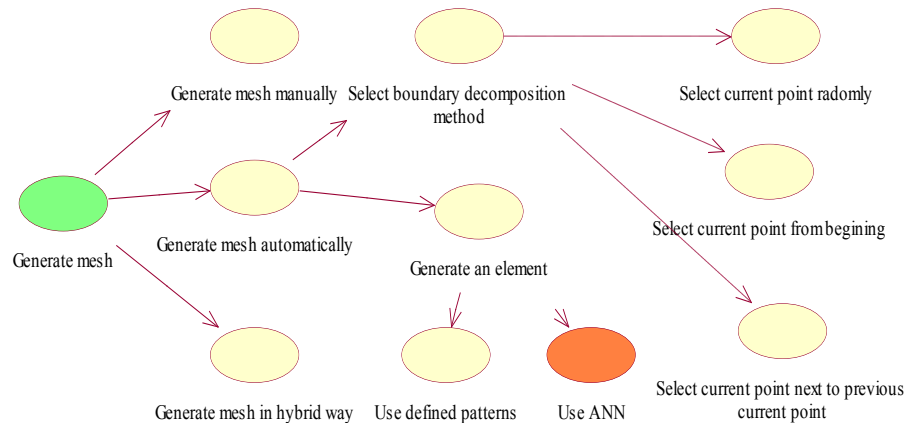 Generate mesh manually
Select boundary decomposition
method
Select current point radomly
Generate mesh
Generate mesh automatically
Generate an element
Select current point from begining
Generate mesh in hybrid way
Use defined patterns
Use ANN
Select current point next to previous
current point